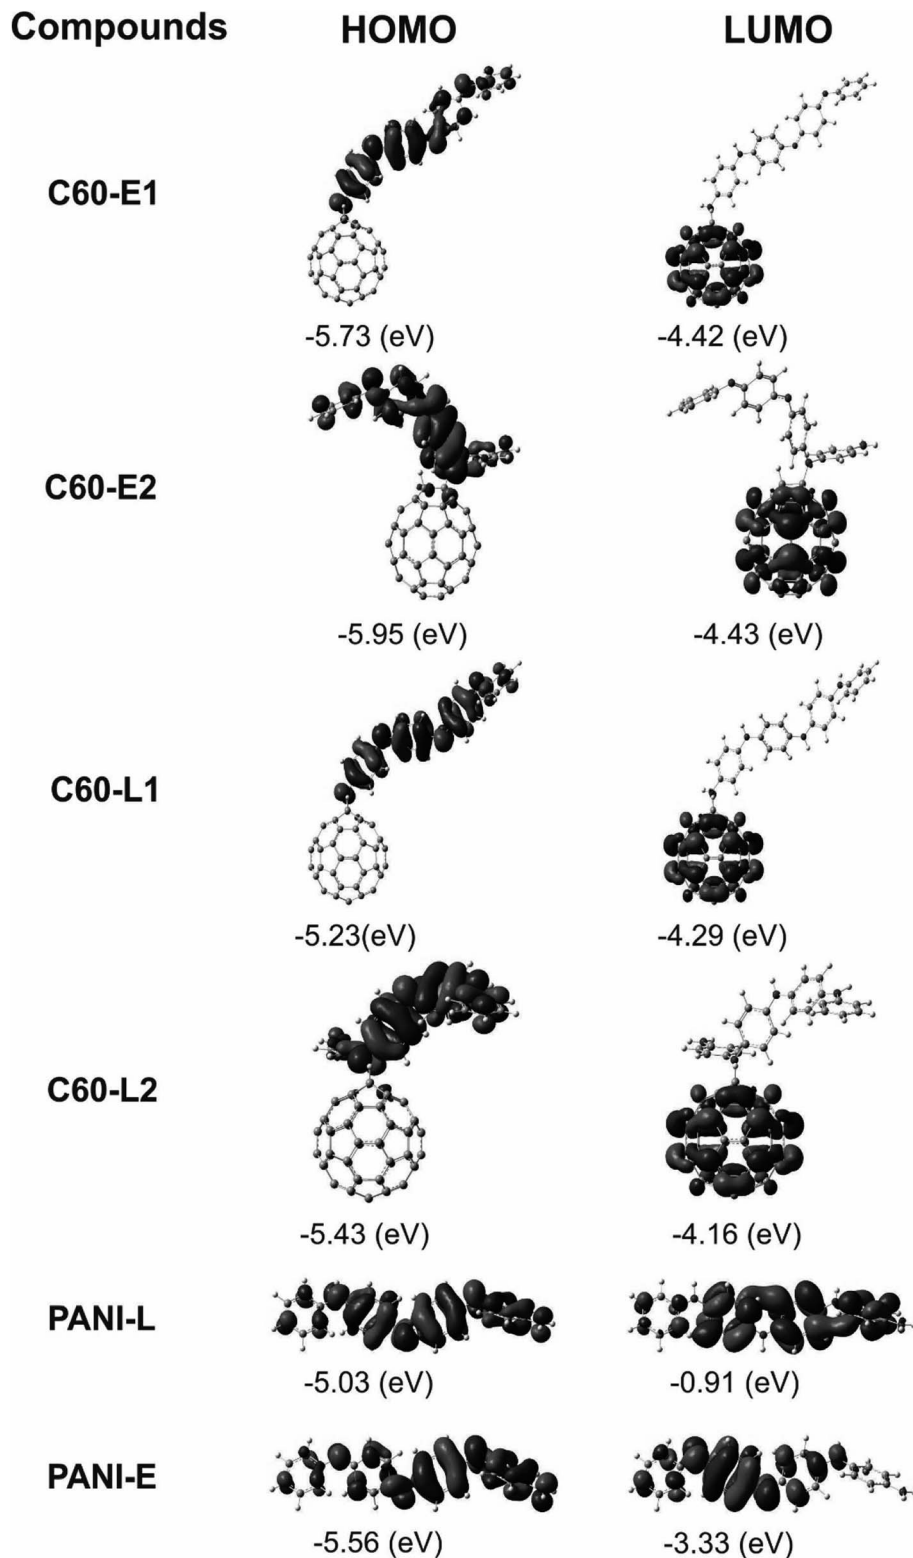 Compounds HOMO LUMO
C60-E1
-5.73 (eV) -4.42 (eV)
C60-E2
-5.95 (eV) -4.43 (eV)
C60-L1
-5.23(eV) -4.29 (eV)
C60-L2
-5.43 (eV) -4.16 (eV)
PANI-L
-5.03 (eV) -0.91 (eV)
PANI-E
-5.56 (eV) -3.33 (eV)